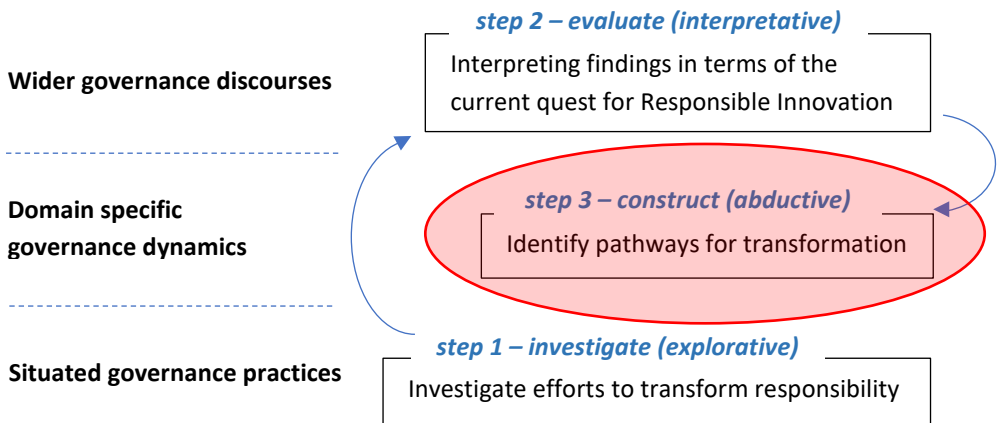 step 2 – evaluate (interpretative)
Wider governance discourses
Interpreting findings in terms of the
current quest for Responsible Innovation
Domain specific
governance dynamics
step 3 – construct (abductive)
Identify pathways for transformation
step 1 – investigate (explorative)
Situated governance practices
Investigate efforts to transform responsibility